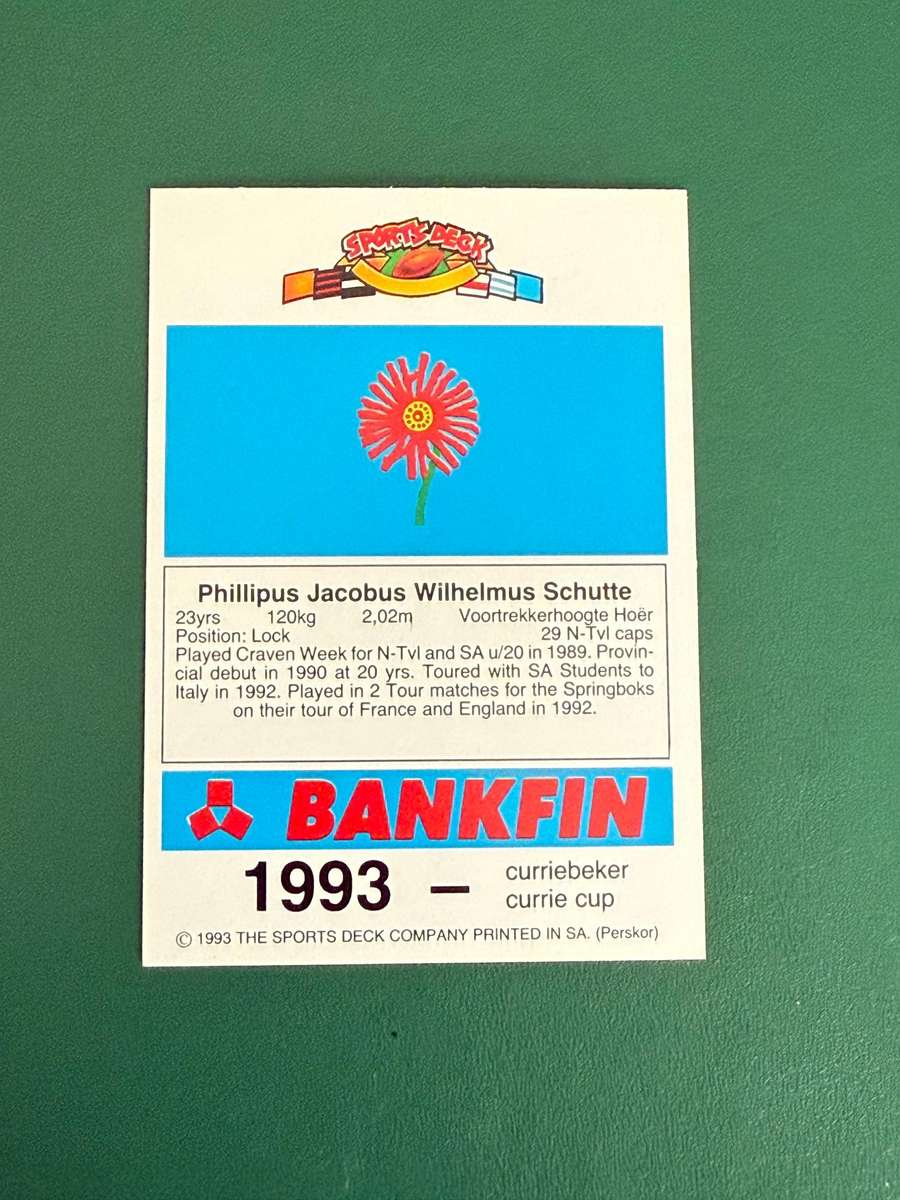 SPORTS DECK
Phillipus Jacobus Wilhelmus Schutte
23yrs 120kg 2,02m Voortrekkerhoogte Hoër
Position: Lock 29 N-Tvl caps
Played Craven Week for N-Tvl and SA u/20 in 1989. Provin-
cial debut in 1990 at 20 yrs. Toured with SA Students to
Italy in 1992. Played in 2 Tour matches for the Springboks
on their tour of France and England in 1992.
BANKFIN
1993 – curriebeker
currie cup
© 1993 THE SPORTS DECK COMPANY PRINTED IN SA. (Perskor)